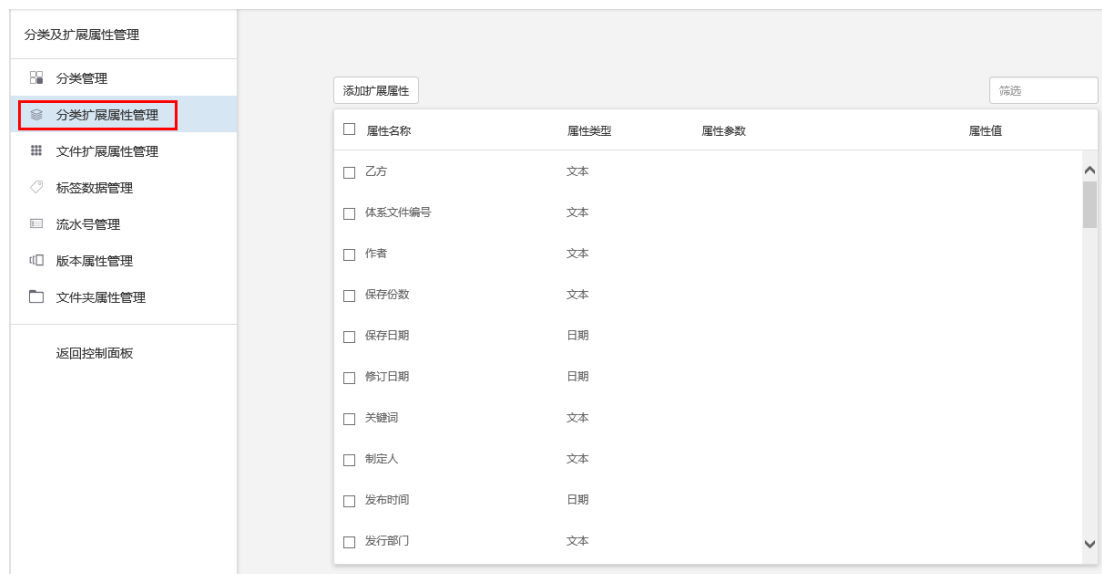 分类及扩展属性管理
分类管理
分类扩展属性管理
文件扩展属性管理
标签数据管理
流水号管理
版本属性管理
文件夹属性管理
返回控制面板
添加扩展属性 筛选
属性名称 属性类型 属性参数 属性值
乙方 文本
体系文件编号 文本
作者 文本
保存份数 文本
保存日期 日期
修订日期 日期
关键词 文本
制定人 文本
发布时间 日期
发行部门 文本